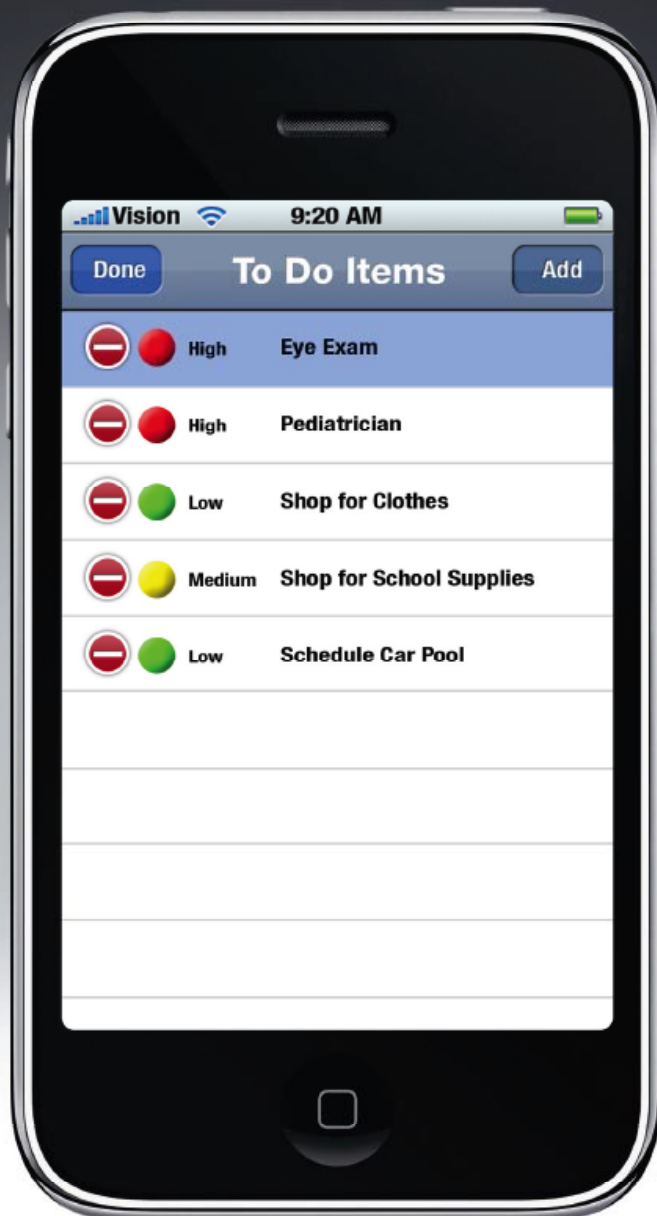 Vision 9:20 AM
Done To Do Items Add
High Eye Exam
High Pediatrician
Low Shop for Clothes
Medium Shop for School Supplies
Low Schedule Car Pool